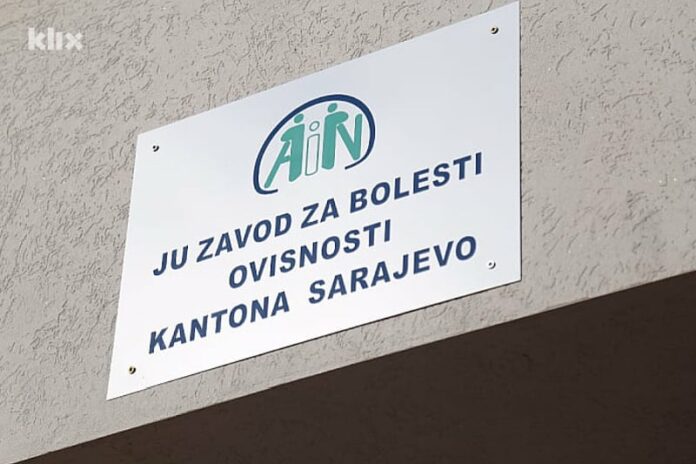 klix
AiN
JU ZAVOD ZA BOLESTI
OVISNOSTI
KANTONA SARAJEVO